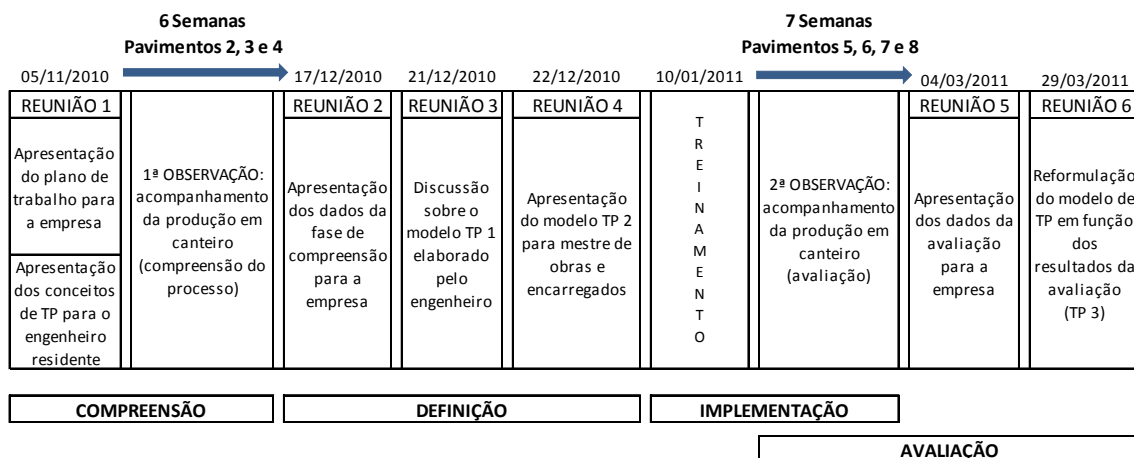 6 Semanas
Pavimentos 2, 3 e 4
7 Semanas
Pavimentos 5, 6, 7 e 8
05/11/2010
17/12/2010
21/12/2010
22/12/2010
10/01/2011
04/03/2011
29/03/2011
REUNIÃO 1
Apresentação
do plano de
trabalho para
a empresa
Apresentação
dos conceitos
de TP para o
engenheiro
residente
1ª OBSERVAÇÃO:
acompanhamento
da produção em
canteiro
(compreensão do
processo)
REUNIÃO 2
Apresentação
dos dados da
fase de
compreensão
para a
empresa
REUNIÃO 3
Discussão
sobre o
modelo TP 1
elaborado
pelo
engenheiro
REUNIÃO 4
Apresentação
do modelo TP 2
para mestre de
obras e
encarregados
T
R
E
I
N
A
M
E
N
T
O
2ª OBSERVAÇÃO:
acompanhamento
da produção em
canteiro
(avaliação)
REUNIÃO 5
Apresentação
dos dados da
avaliação
para a
empresa
REUNIÃO 6
Reformulação
do modelo de
TP em função
dos
resultados da
avaliação
(TP 3)
COMPREENSÃO
DEFINIÇÃO
IMPLEMENTAÇÃO
AVALIAÇÃO